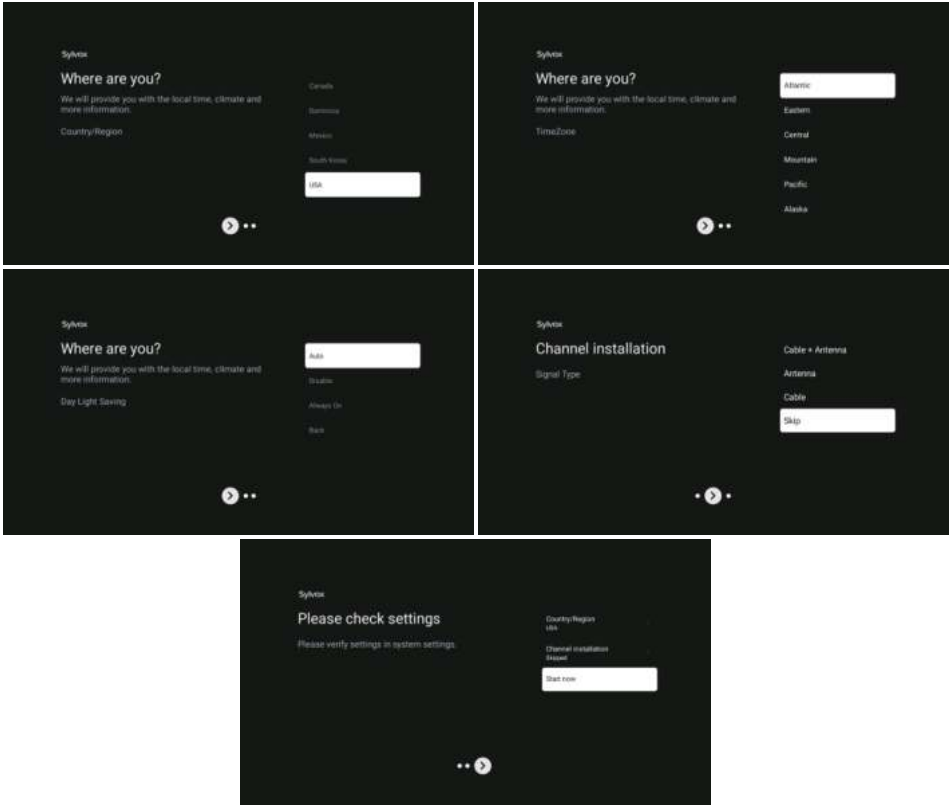 Sylvox
Where are you?
We will provide you with the local time, climate and
more information.
Country/Region
Canada
Dominica
Mexico
South Korea
USA
Sylvox
Where are you?
We will provide you with the local time, climate and
more information.
TimeZone
Atlantic
Eastern
Central
Mountain
Pacific
Alaska
Sylvox
Where are you?
We will provide you with the local time, climate and
more information.
Day Light Saving
Auto
Disable
Always On
Back
Sylvox
Channel installation
Signal Type
Cable + Antenna
Antenna
Cable
Skip
Sylvox
Please check settings
Please verify settings in system settings.
Country/Region
USA
Channel installation
Skipped
Start now